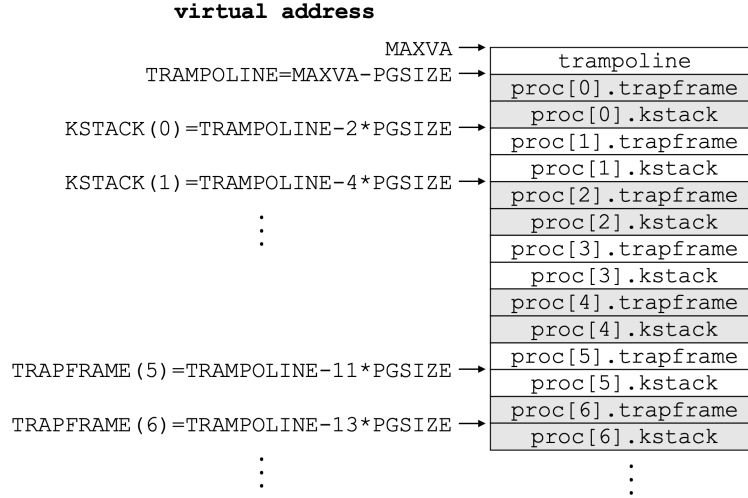 virtual address
MAXVA
trampoline
TRAMPOLINE=MAXVA-PGSIZE
proc[0].trapframe
proc[0].kstack
KSTACK(0)=TRAMPOLINE-2*PGSIZE
proc[1].trapframe
proc[1].kstack
KSTACK(1)=TRAMPOLINE-4*PGSIZE
proc[2].trapframe
proc[2].kstack
proc[3].trapframe
proc[3].kstack
proc[4].trapframe
proc[4].kstack
proc[5].trapframe
TRAPFRAME(5)=TRAMPOLINE-11*PGSIZE
proc[5].kstack
proc[6].trapframe
TRAPFRAME(6)=TRAMPOLINE-13*PGSIZE
proc[6].kstack